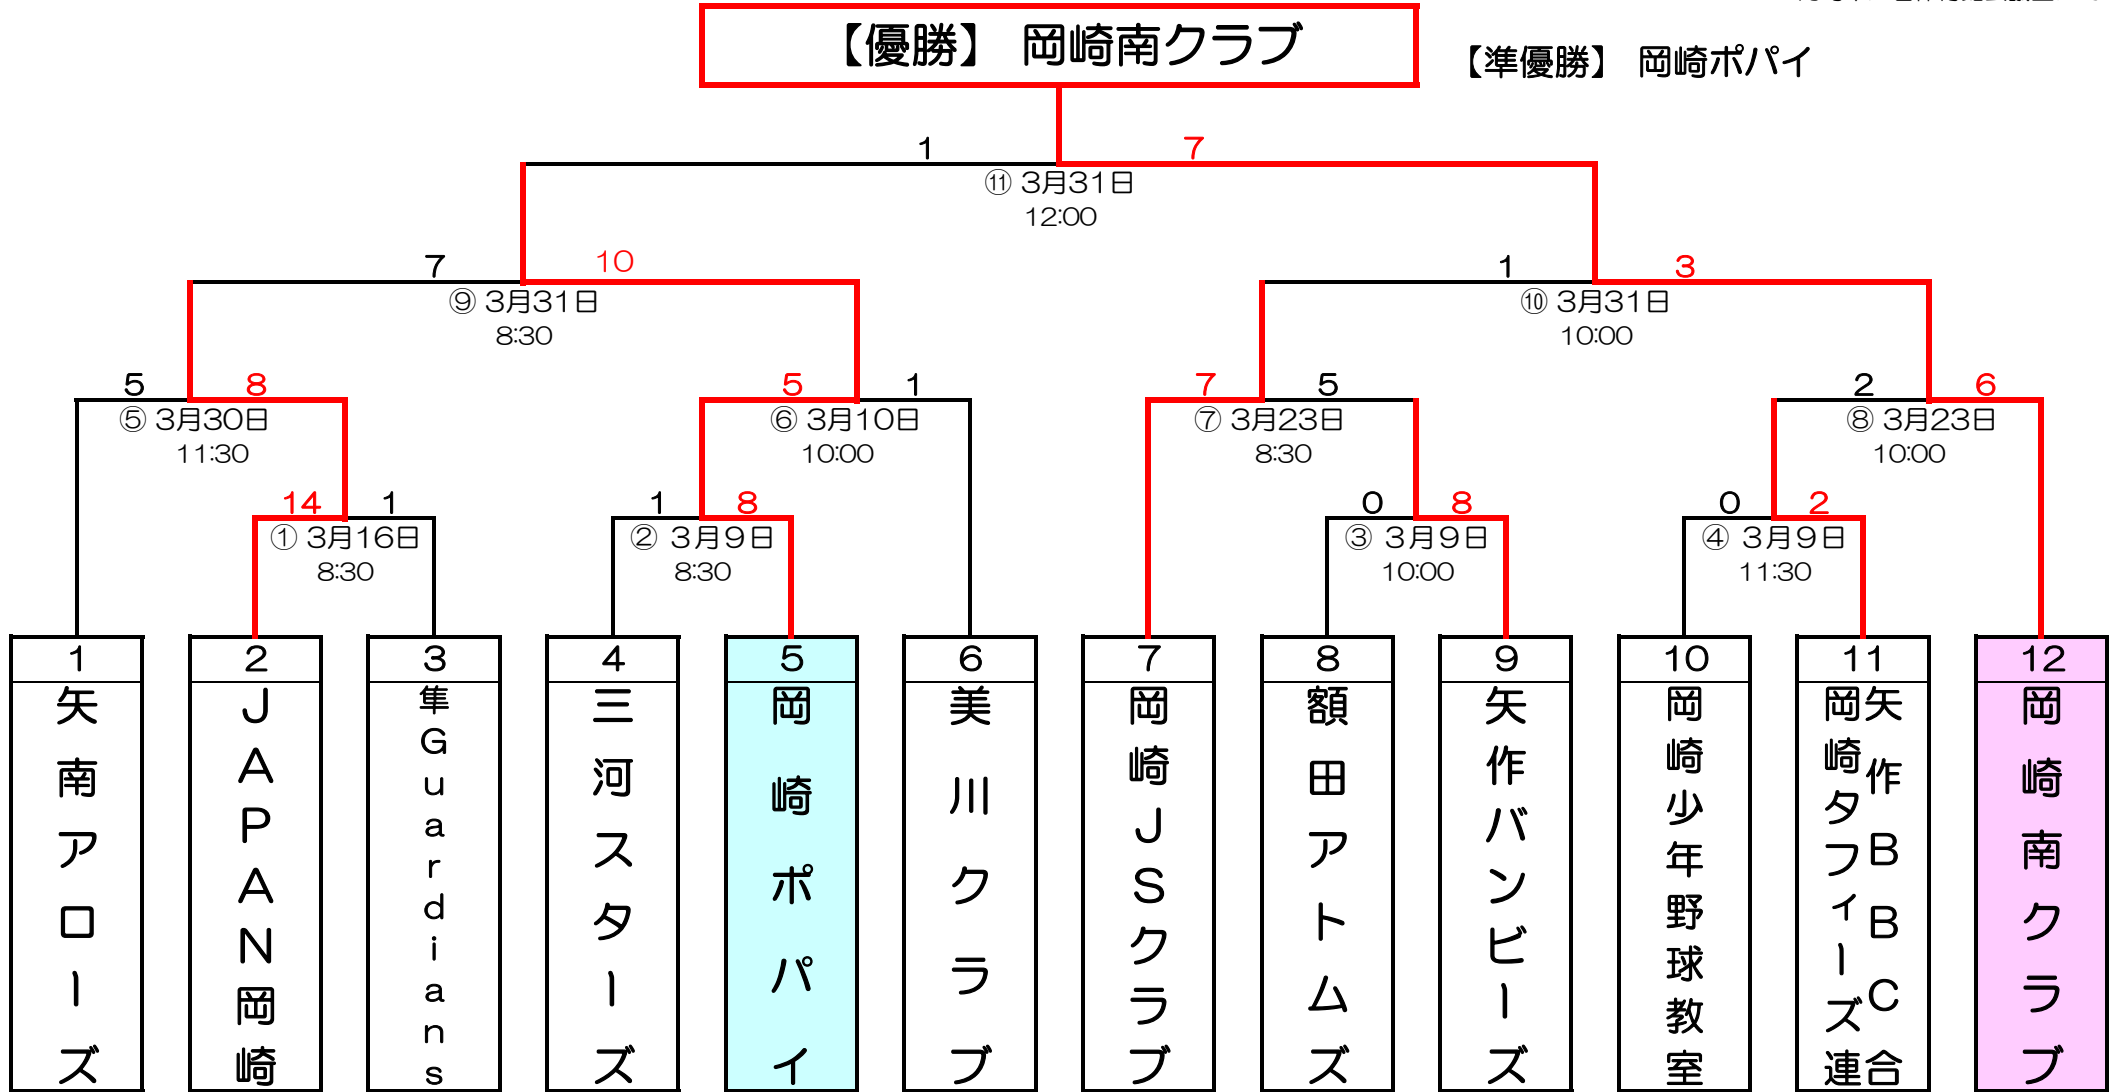 【優勝】 岡崎南クラブ
【準優勝】 岡崎ポパイ
1 7
⑪ 3月31日
12:00
7 10
⑨ 3月31日
8:30
1 3
⑩ 3月31日
10:00
5 8
⑤ 3月30日
11:30
5 1
⑥ 3月10日
10:00
7 5
⑦ 3月23日
8:30
2 6
⑧ 3月23日
10:00
14 1
① 3月16日
8:30
1 8
② 3月9日
8:30
0 8
③ 3月9日
10:00
0 2
④ 3月9日
11:30
1
矢南アローズ
2
JAPAN岡崎
3
隼Guardians
4
三河スターズ
5
岡崎ポパイ
6
美川クラブ
7
岡崎JSクラブ
8
額田アトムズ
9
矢作バンビーズ
10
岡崎少年野球教室
11
矢作BBC合
岡崎タフィーズ連
12
岡崎南クラブ